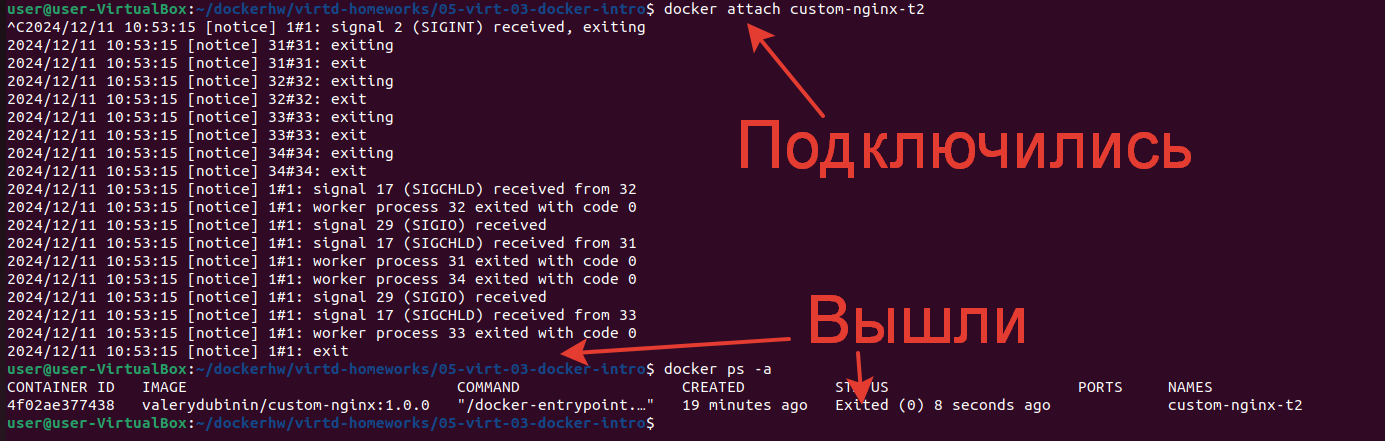 user@user-VirtualBox:~/dockerhw/virtd-homeworks/05-virt-03-docker-intro$ docker attach custom-nginx-t2
^C2024/12/11 10:53:15 [notice] 1#1: signal 2 (SIGINT) received, exiting
2024/12/11 10:53:15 [notice] 31#31: exiting
2024/12/11 10:53:15 [notice] 31#31: exit
2024/12/11 10:53:15 [notice] 32#32: exiting
2024/12/11 10:53:15 [notice] 32#32: exit
2024/12/11 10:53:15 [notice] 33#33: exiting
2024/12/11 10:53:15 [notice] 33#33: exit
2024/12/11 10:53:15 [notice] 34#34: exiting
2024/12/11 10:53:15 [notice] 34#34: exit
Подключились
2024/12/11 10:53:15 [notice] 1#1: signal 17 (SIGCHLD) received from 32
2024/12/11 10:53:15 [notice] 1#1: worker process 32 exited with code 0
2024/12/11 10:53:15 [notice] 1#1: signal 29 (SIGIO) received
2024/12/11 10:53:15 [notice] 1#1: signal 17 (SIGCHLD) received from 31
2024/12/11 10:53:15 [notice] 1#1: worker process 31 exited with code 0
2024/12/11 10:53:15 [notice] 1#1: worker process 34 exited with code 0
2024/12/11 10:53:15 [notice] 1#1: signal 29 (SIGIO) received
2024/12/11 10:53:15 [notice] 1#1: signal 17 (SIGCHLD) received from 33
2024/12/11 10:53:15 [notice] 1#1: worker process 33 exited with code 0
Вышли
2024/12/11 10:53:15 [notice] 1#1: exit
user@user-VirtualBox:~/dockerhw/virtd-homeworks/05-virt-03-docker-intro$ docker ps -a
CONTAINER ID IMAGE COMMAND CREATED STATUS PORTS NAMES
4f02ae377438 valerydubinin/custom-nginx:1.0.0 "/docker-entrypoint.…" 19 minutes ago Exited (0) 8 seconds ago custom-nginx-t2
user@user-VirtualBox:~/dockerhw/virtd-homeworks/05-virt-03-docker-intro$